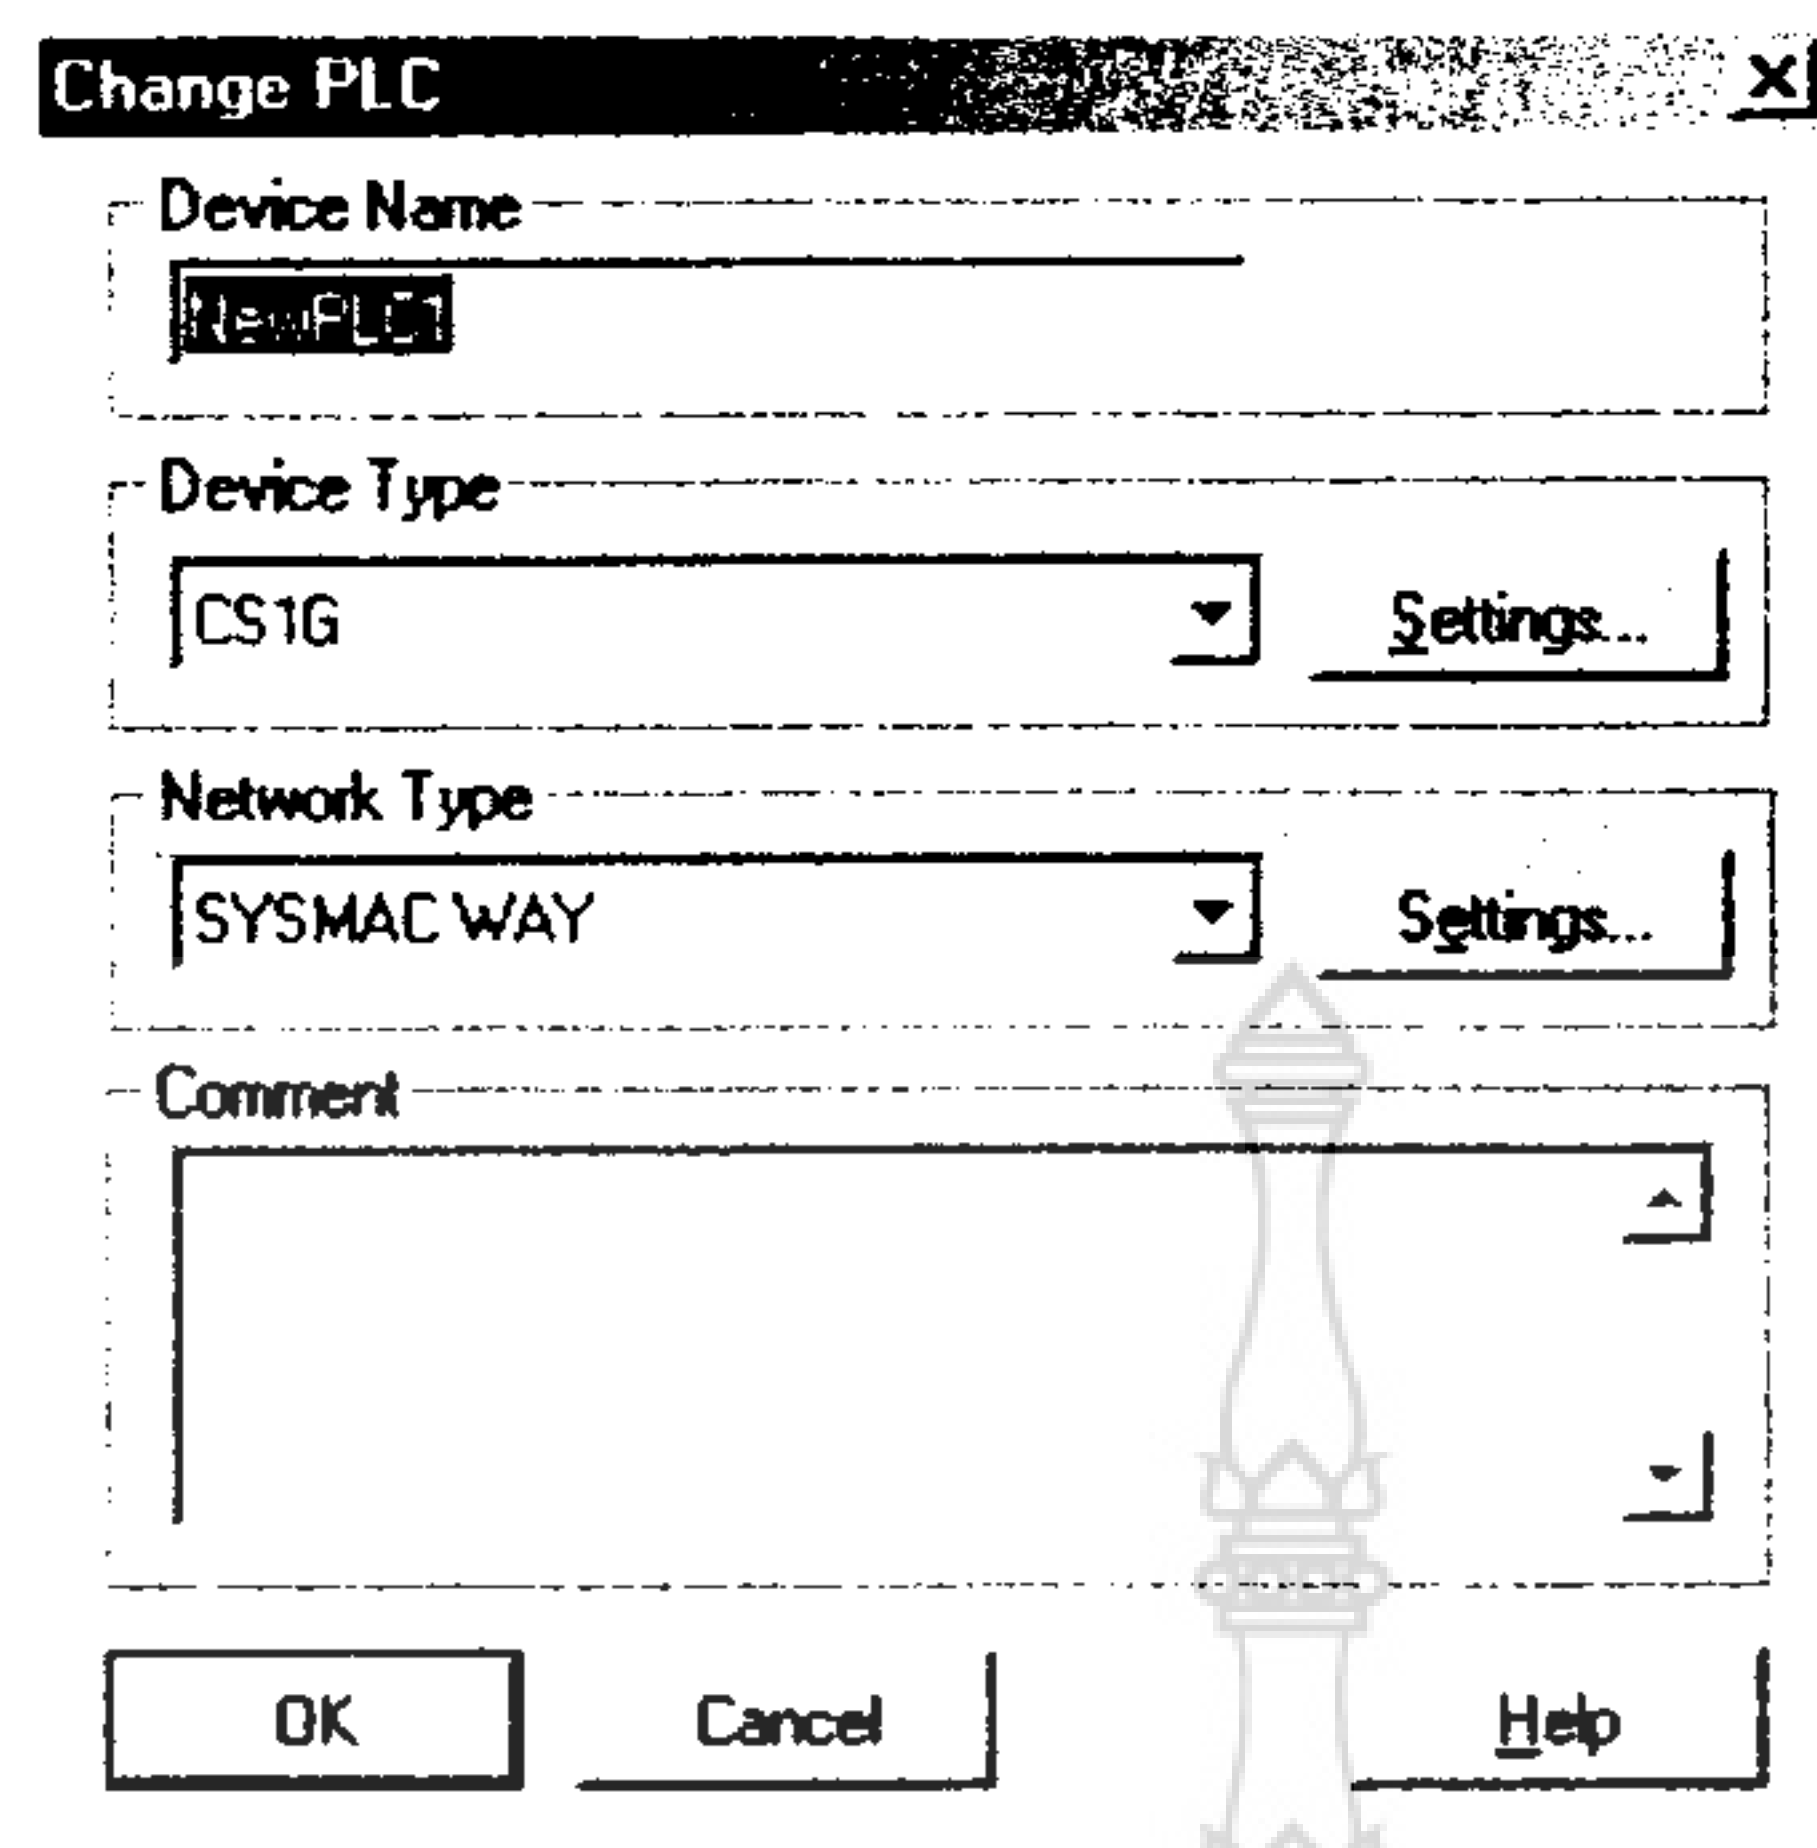 Change PLC
Device Name
NewPLC1
Device Type
CS1G
Settings...
Network Type
SYSMAC WAY
Settings...
Comment
OK
Cancel
Help